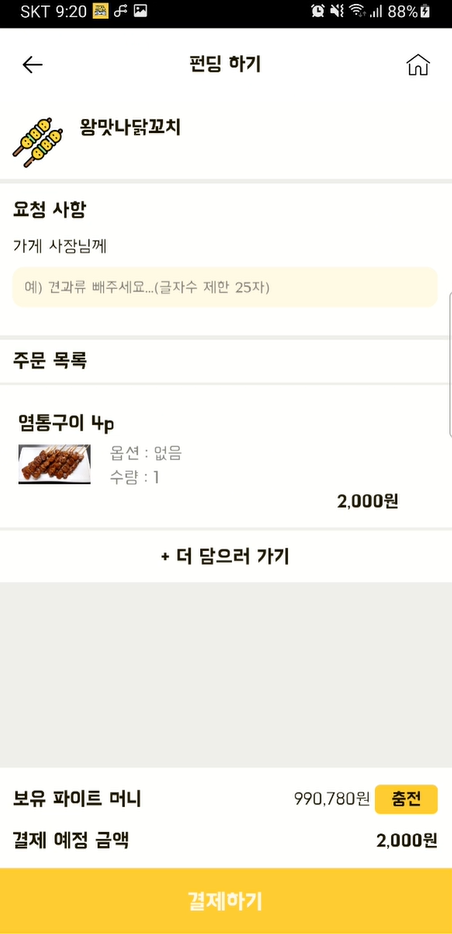 SKT 9:20 88%
펀딩 하기
왕맛나닭꼬치
요청 사항
가게 사장님께
예) 견과류 빼주세요...(글자수 제한 25자)
주문 목록
염통구이 4p
옵션 : 없음
수량 : 1
2,000원
+ 더 담으러 가기
보유 파이트 머니 990,780원 충전
결제 예정 금액 2,000원
결제하기